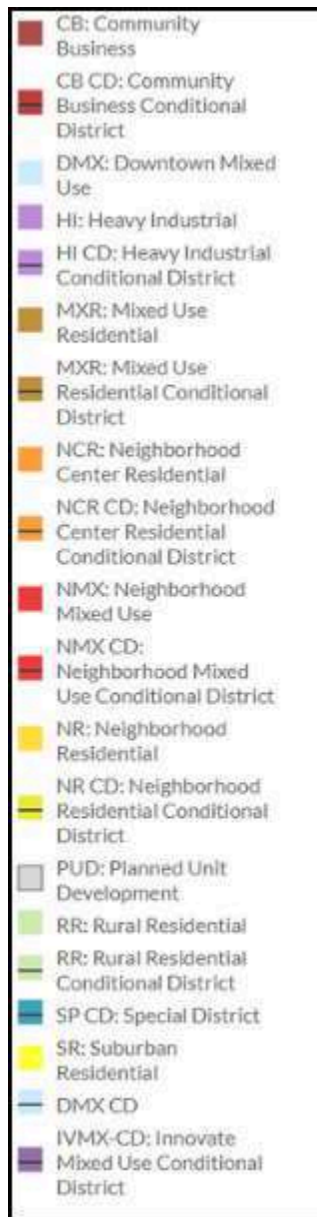 CB: Community
Business
CB CD: Community
Business Conditional
District
DMX: Downtown Mixed
Use
HI: Heavy Industrial
HI CD: Heavy Industrial
Conditional District
MXR: Mixed Use
Residential
MXR: Mixed Use
Residential Conditional
District
NCR: Neighborhood
Center Residential
NCR CD: Neighborhood
Center Residential
Conditional District
NMX: Neighborhood
Mixed Use
NMX CD:
Neighborhood Mixed
Use Conditional District
NR: Neighborhood
Residential
NR CD: Neighborhood
Residential Conditional
District
PUD: Planned Unit
Development
RR: Rural Residential
RR: Rural Residential
Conditional District
SP CD: Special District
SR: Suburban
Residential
DMX CD
IVMX-CD: Innovate
Mixed Use Conditional
District